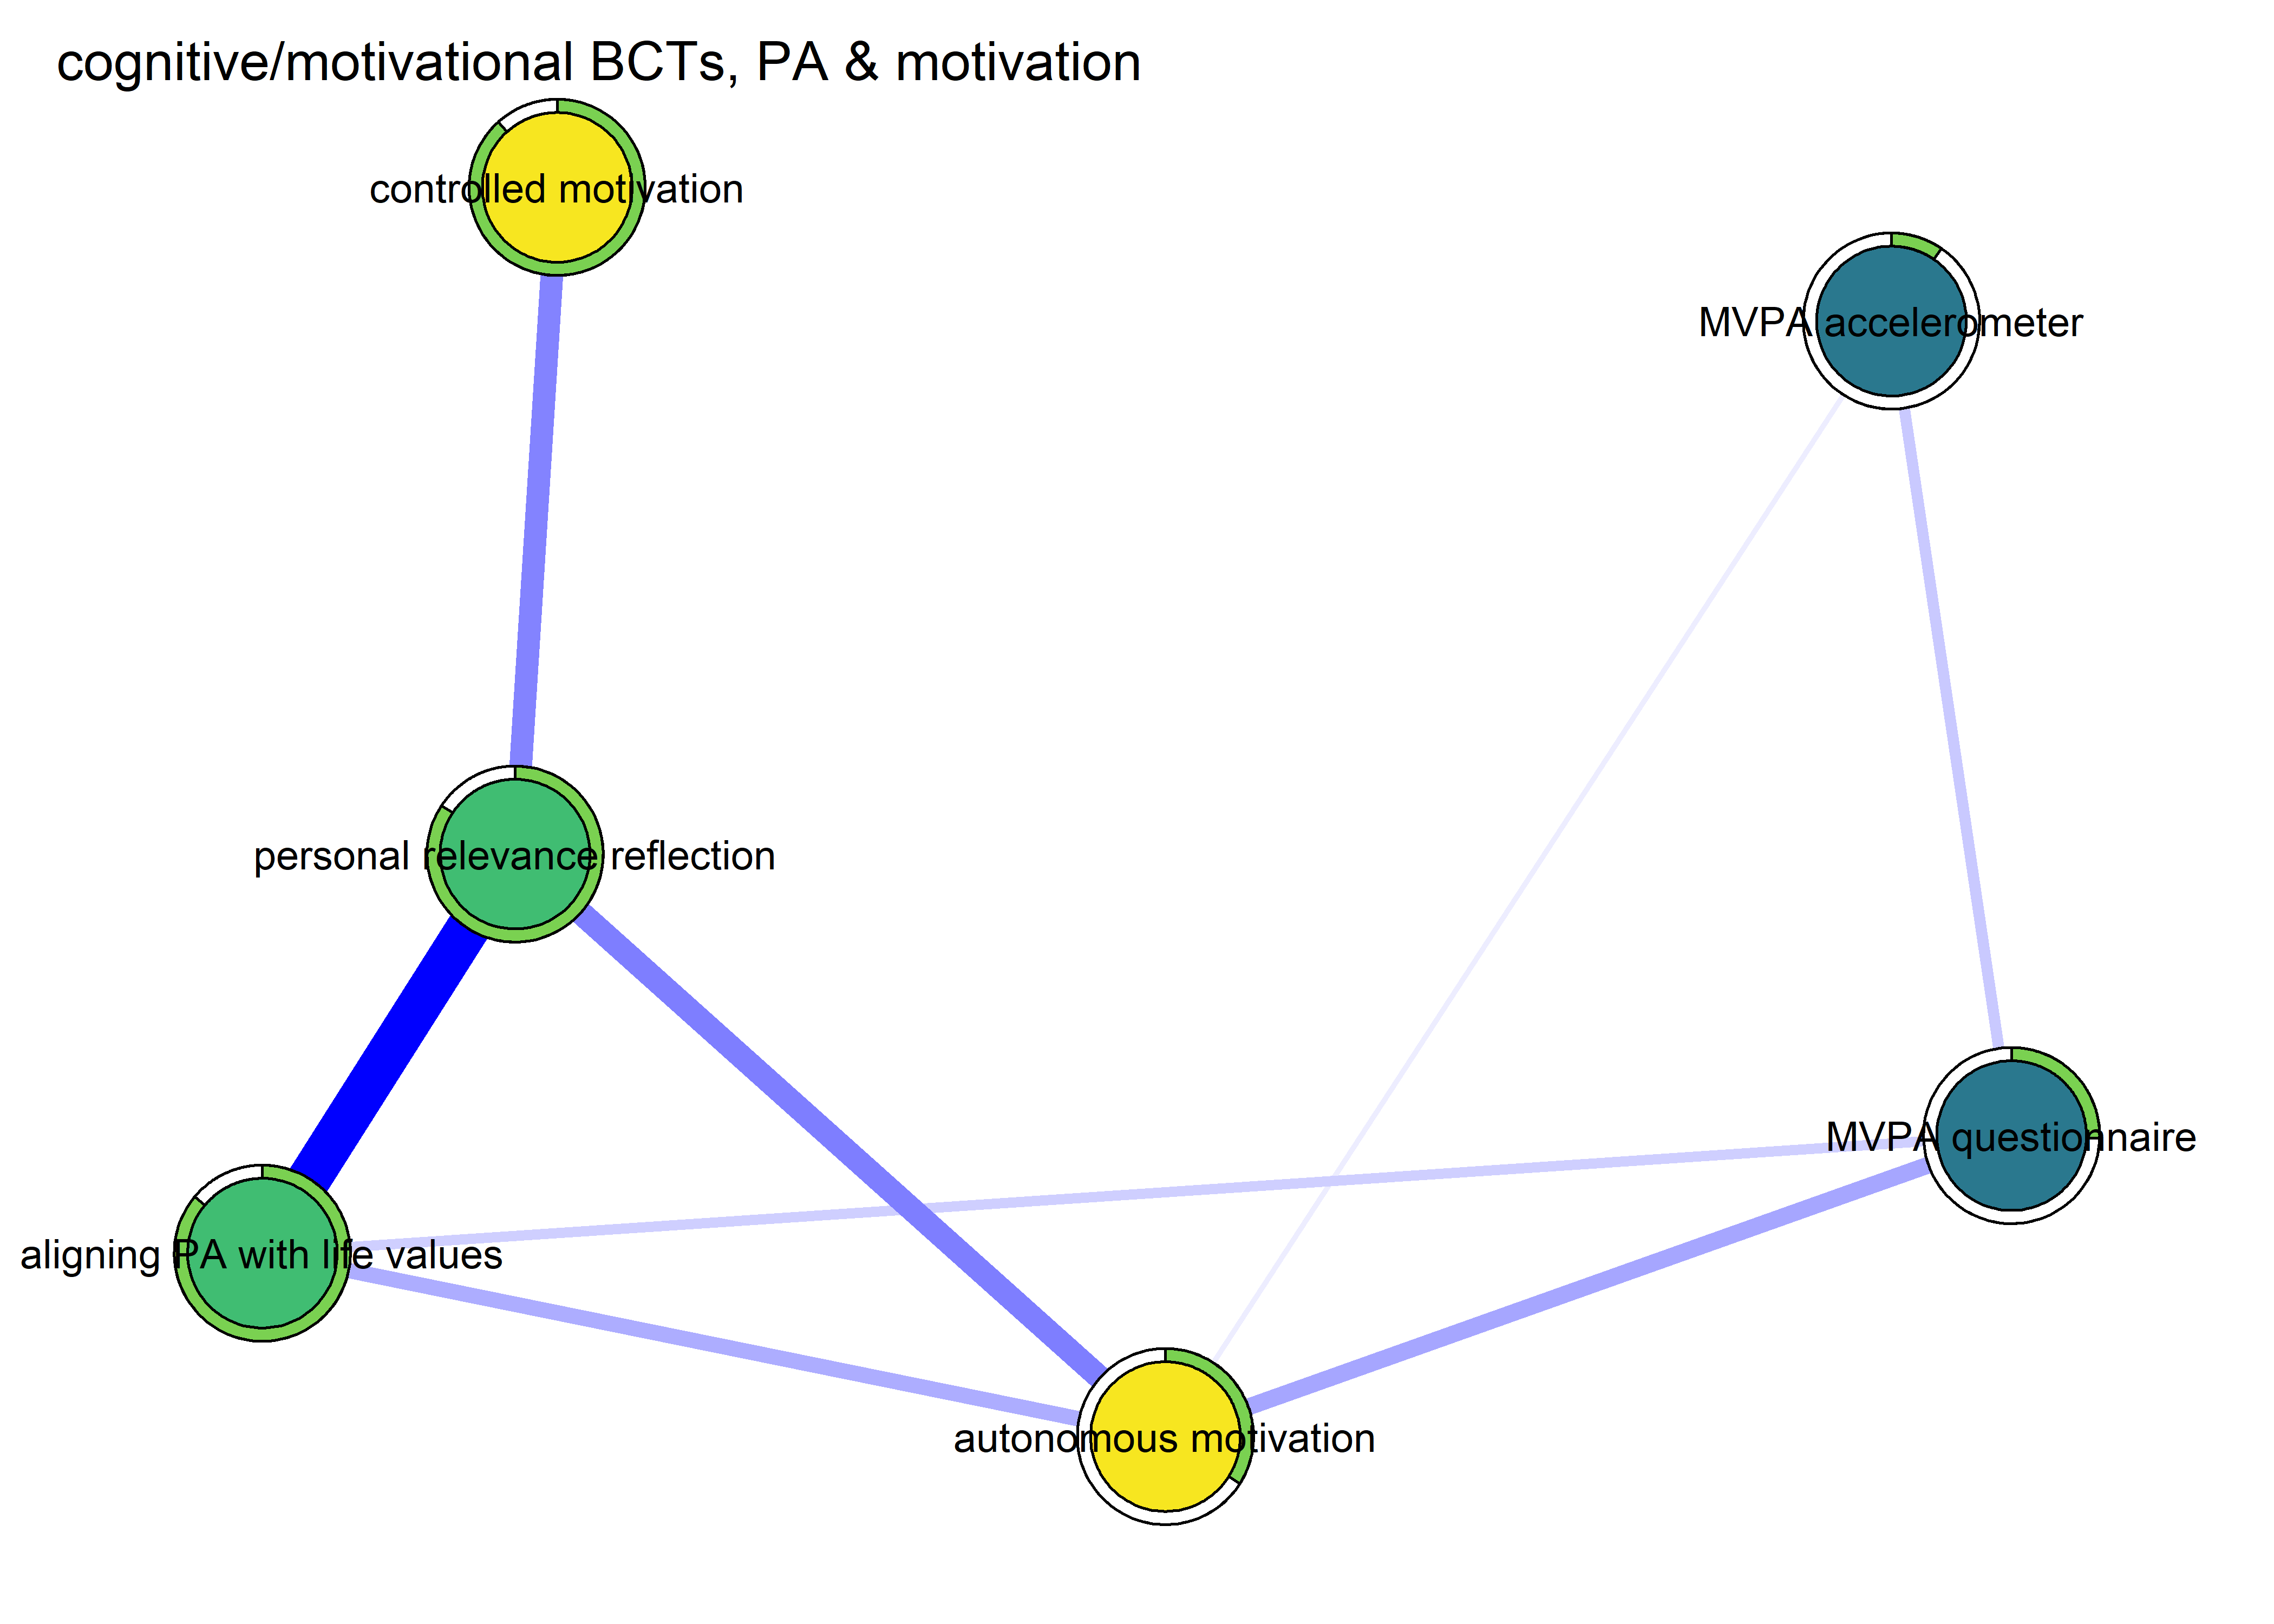 cognitive/motivational BCTs, PA & motivation
controlled motivation
MVPA accelerometer
personal relevance reflection
MVPA questionnaire
aligning PA with life values
autonomous motivation